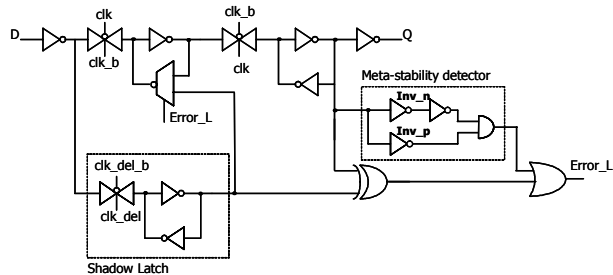 clk
clk_b
D
Q
clk_b
clk
Meta-stability detector
Inv_n
Error_L
Inv_p
clk_del_b
Error_L
clk_del
Shadow Latch